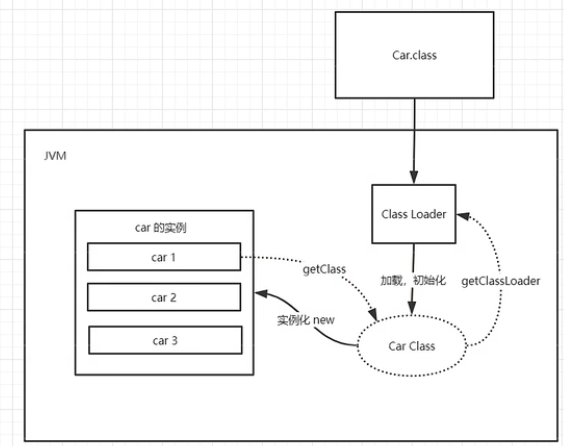 Car.class
JVM
Class Loader
car 的实例
car 1
getClass
加载，初始化
getClassLoader
car 2
实例化 new
car 3
Car Class